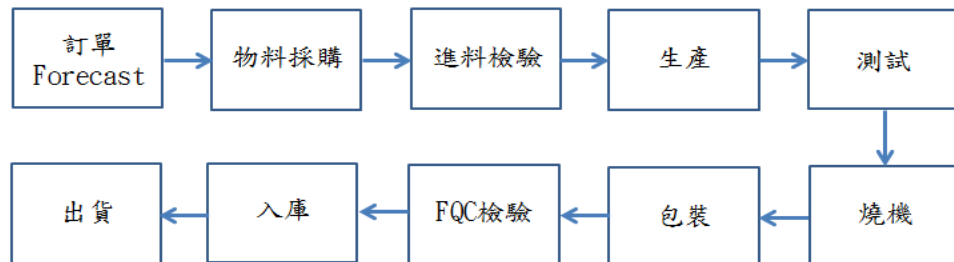 訂單
Forecast
物料採購
進料檢驗
生產
測試
燒機
包裝
FQC檢驗
入庫
出貨